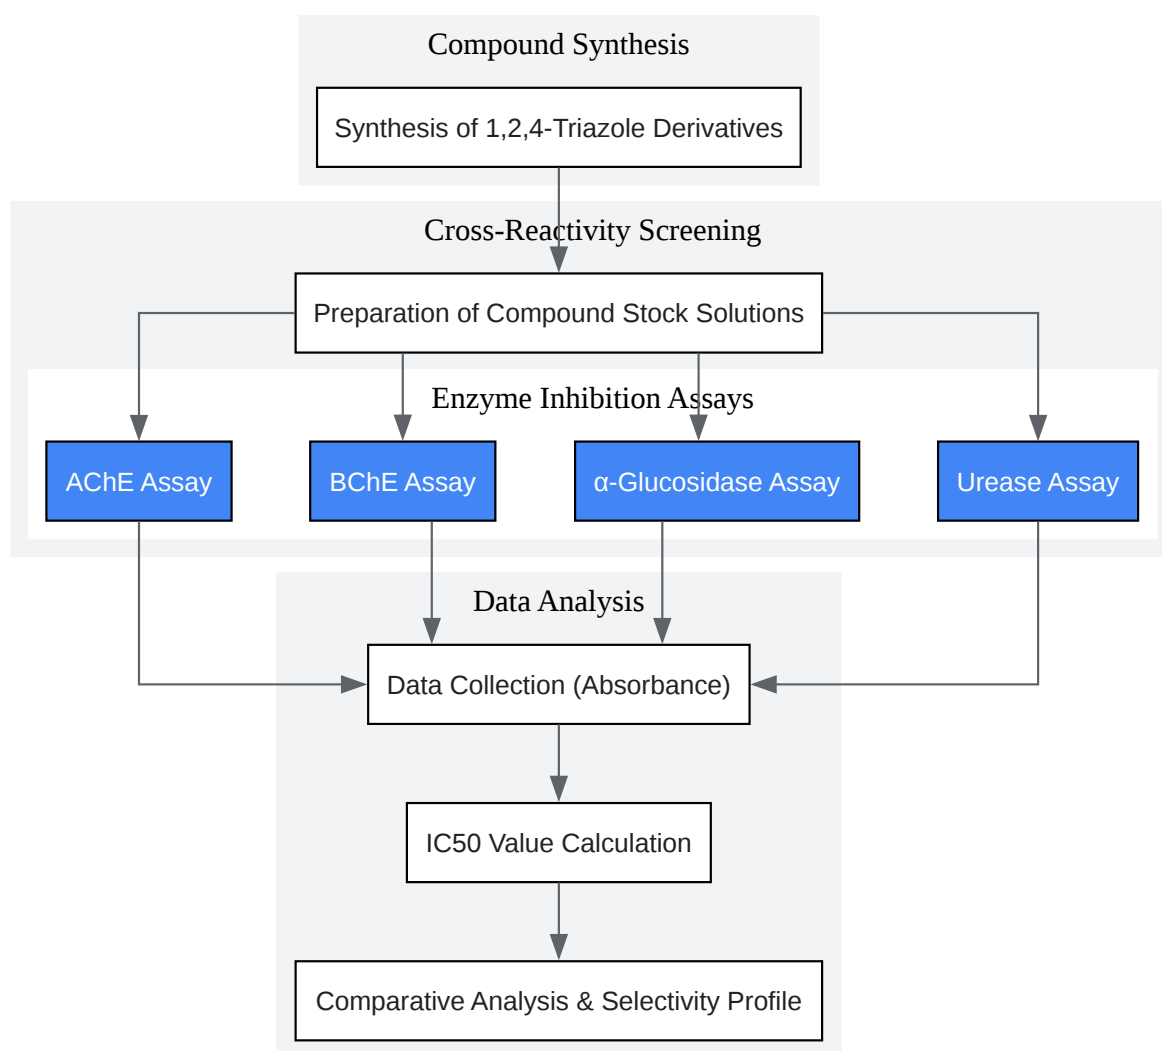 Compound Synthesis
Synthesis of 1,2,4-Triazole Derivatives
Cross-Reactivity Screening
Preparation of Compound Stock Solutions
Enzyme Inhibition Assays
AChE Assay
BChE Assay
α-Glucosidase Assay
Urease Assay
Data Analysis
Data Collection (Absorbance)
IC50 Value Calculation
Comparative Analysis & Selectivity Profile